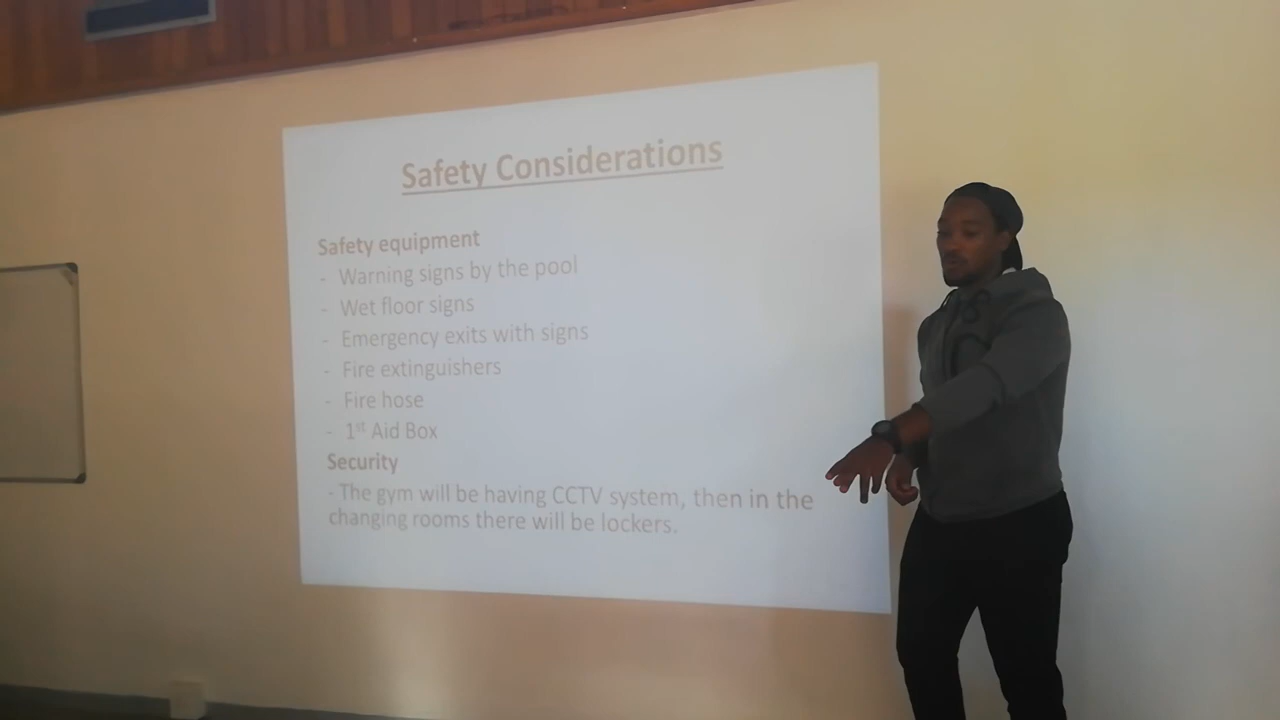 Safety Considerations
Safety equipment
- Warning signs by the pool
- Wet floor signs
- Emergency exits with signs
- Fire extinguishers
- Fire hose
- 1st Aid Box
Security
- The gym will be having CCTV system, then in the
changing rooms there will be lockers.